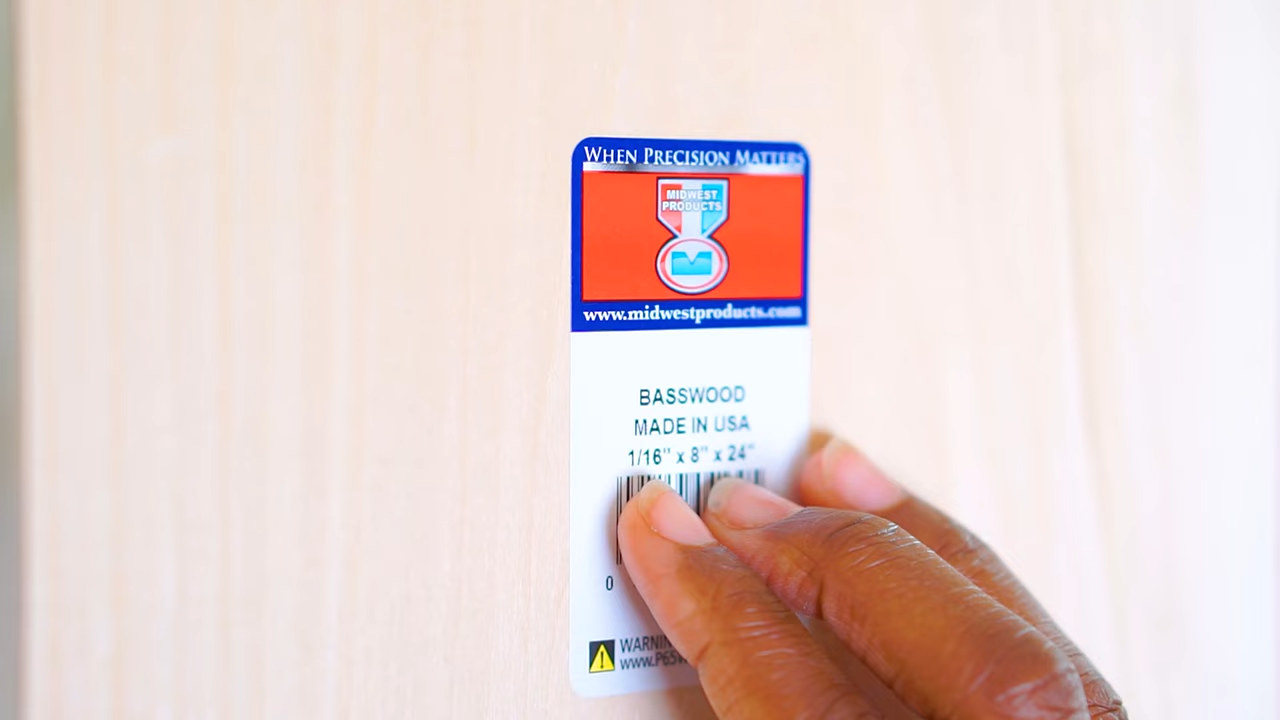 WHEN PRECISION MATTERS
MIDWEST
PRODUCTS
www.midwestproducts.com
BASSWOOD
MADE IN USA
1/16" x 8" x 24"
0